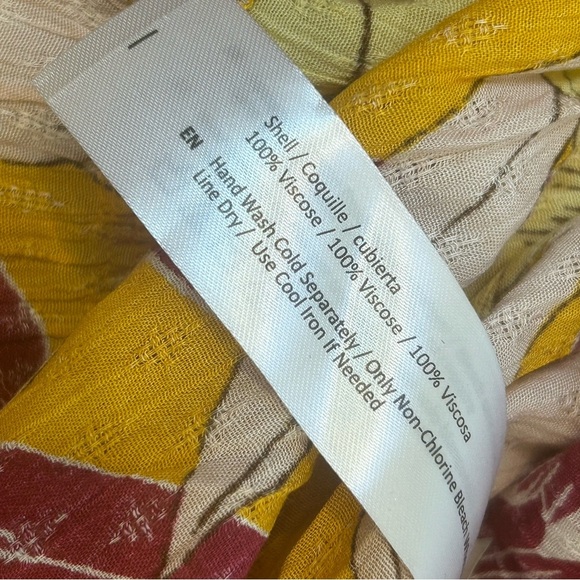 Shell / Coquille / cubierta
100% Viscose / 100% Viscose / 100% Viscosa
EN
Hand Wash Cold Separately / Only Non-Chlorine Bleach
Line Dry / Use Cool Iron If Needed